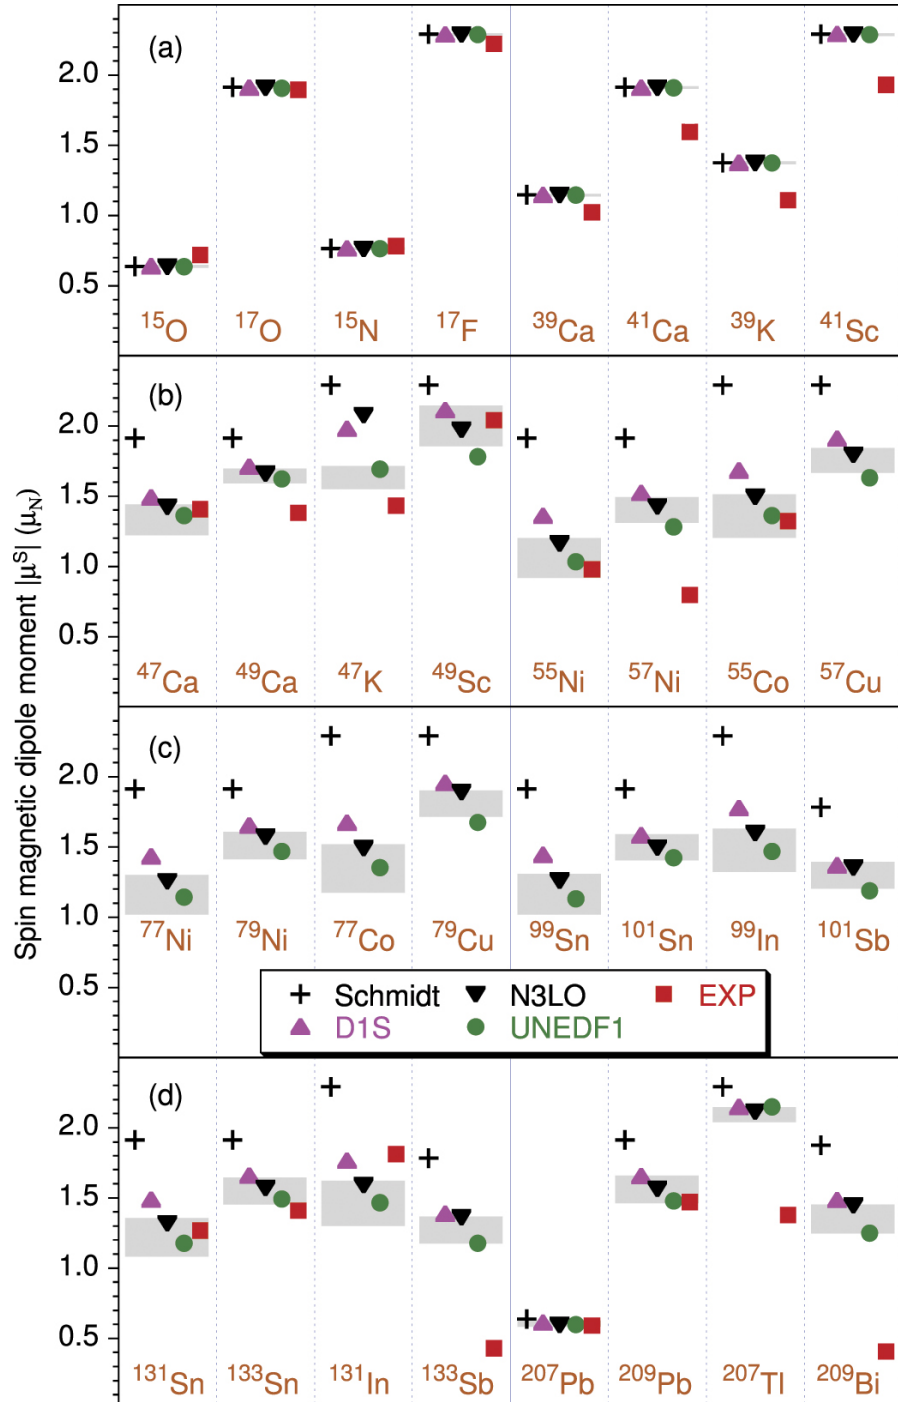 Spin magnetic dipole moment |μˢ| (μ_N)
(a)
2.0
1.5
1.0
0.5
¹⁵O ¹⁷O ¹⁵N ¹⁷F ³⁹Ca ⁴¹Ca ³⁹K ⁴¹Sc
(b)
2.0
1.5
1.0
0.5
⁴⁷Ca ⁴⁹Ca ⁴⁷K ⁴⁹Sc ⁵⁵Ni ⁵⁷Ni ⁵⁵Co ⁵⁷Cu
(c)
2.0
1.5
1.0
⁷⁷Ni ⁷⁹Ni ⁷⁷Co ⁷⁹Cu ⁹⁹Sn ¹⁰¹Sn ⁹⁹In ¹⁰¹Sb
0.5
Schmidt N3LO EXP
D1S UNEDF1
(d)
2.0
1.5
1.0
0.5
¹³¹Sn ¹³³Sn ¹³¹In ¹³³Sb ²⁰⁷Pb ²⁰⁹Pb ²⁰⁷Tl ²⁰⁹Bi